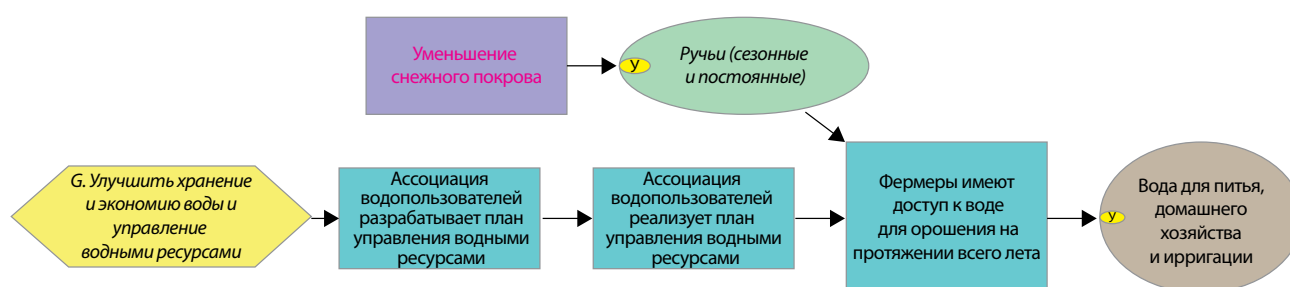 Уменьшение
снежного покрова
У
Ручьи (сезонные
и постоянные)
G. Улучшить хранение
и экономию воды и
управление
водными ресурсами
Ассоциация
водопользователей
разрабатывает план
управления водными
ресурсами
Ассоциация
водопользователей
реализует план
управления водными
ресурсами
Фермеры имеют
доступ к воде
для орошения на
протяжении всего лета
У
Вода для питья,
домашнего
хозяйства
и ирригации